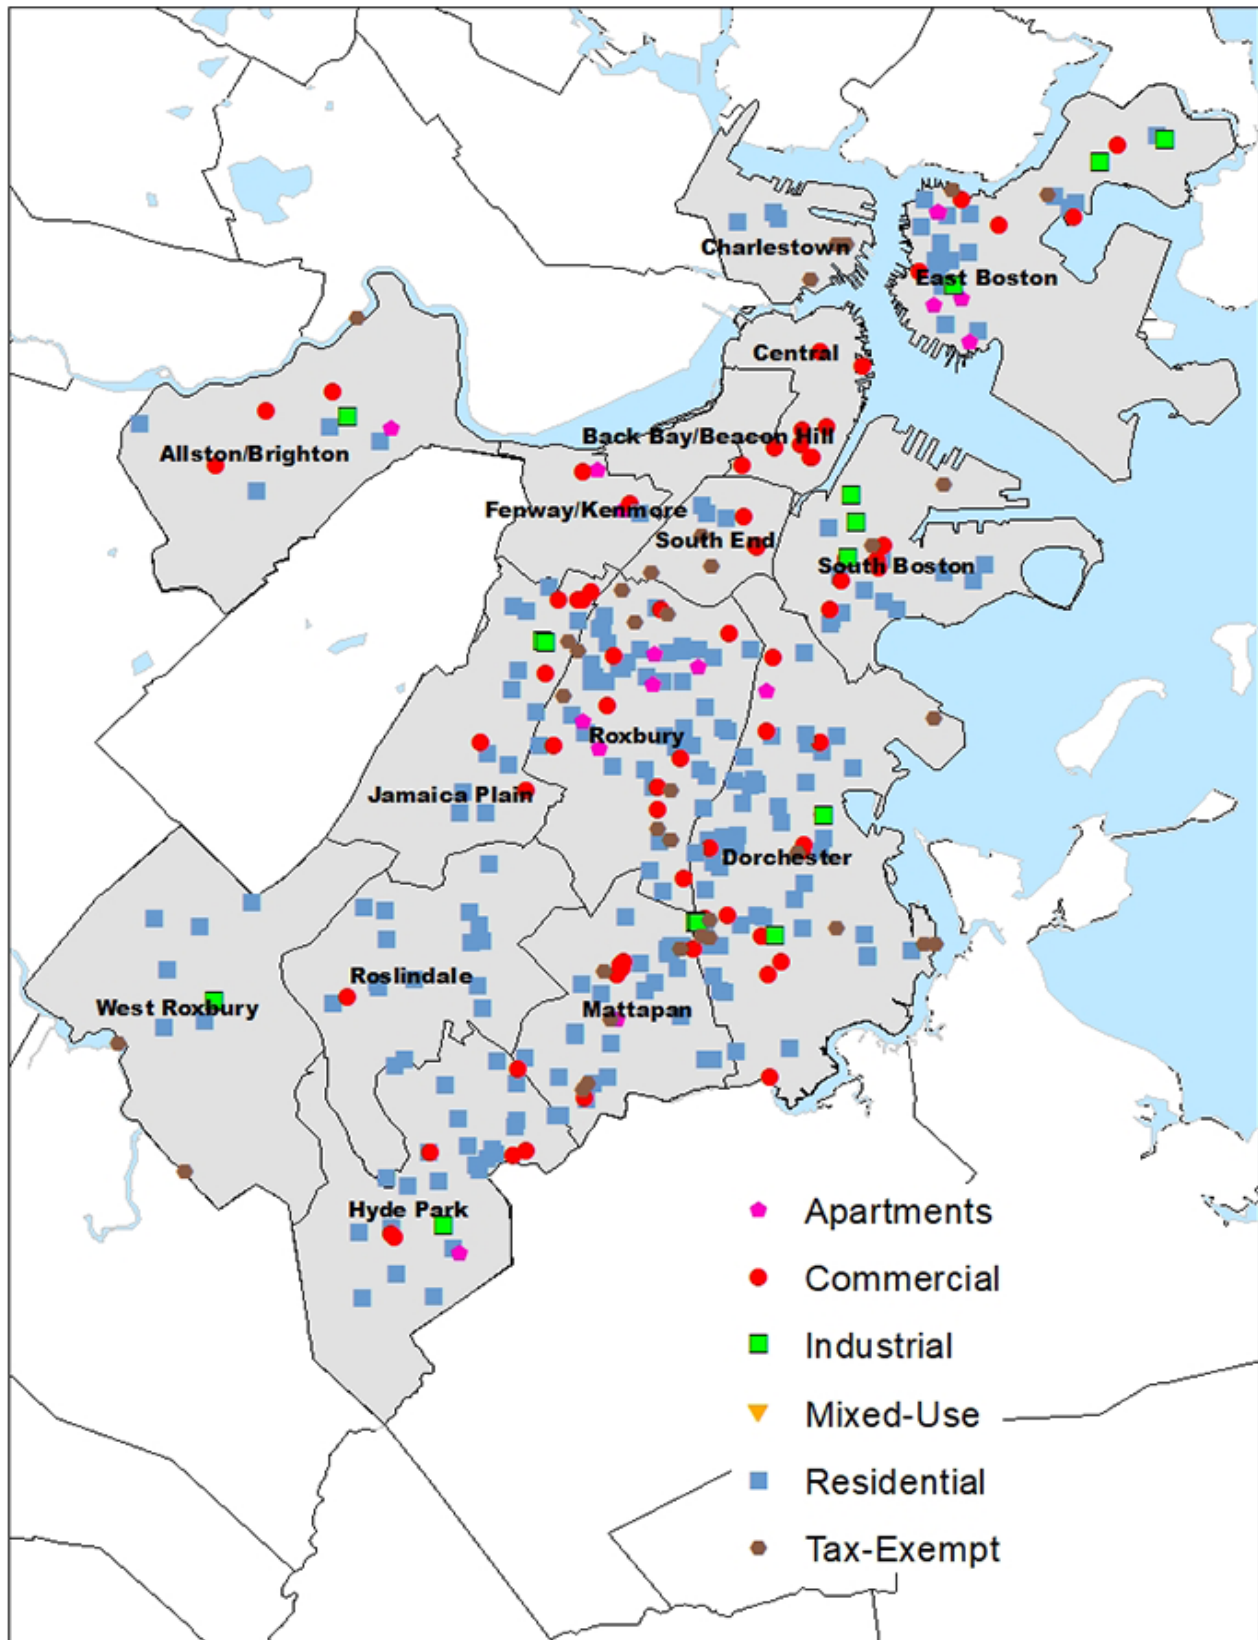 Charlestown
East Boston
Central
Back Bay/Beacon Hill
Allston/Brighton
Fenway/Kenmore
South End
South Boston
Roxbury
Jamaica Plain
Dorchester
Roslindale
West Roxbury
Mattapan
Hyde Park
Apartments
Commercial
Industrial
Mixed-Use
Residential
Tax-Exempt